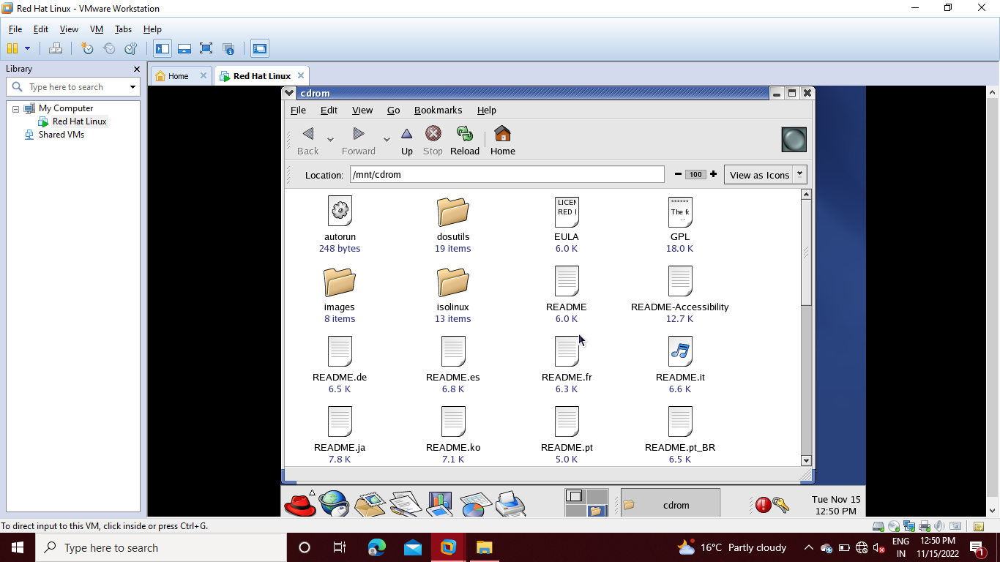 Red Hat Linux - VMware Workstation
File Edit View VM Tabs Help
Library
Type here to search
My Computer
Red Hat Linux
Shared VMs
Home
Red Hat Linux
cdrom
File Edit View Go Bookmarks Help
Back Forward Up Stop Reload Home
Location: /mnt/cdrom 100 View as Icons
LICEN
RED I
******
The fo
autorun dosutils EULA GPL
248 bytes 19 items 6.0 K 18.0 K
images isolinux README README-Accessibility
8 items 13 items 6.0 K 12.7 K
README.de README.es README.fr README.it
6.5 K 6.8 K 6.3 K 6.6 K
README.ja README.ko README.pt README.pt_BR
7.8 K 7.1 K 5.0 K 6.5 K
cdrom
Tue Nov 15
12:50 PM
To direct input to this VM, click inside or press Ctrl+G.
Type here to search
16°C Partly cloudy
ENG
IN
12:50 PM
11/15/2022
1